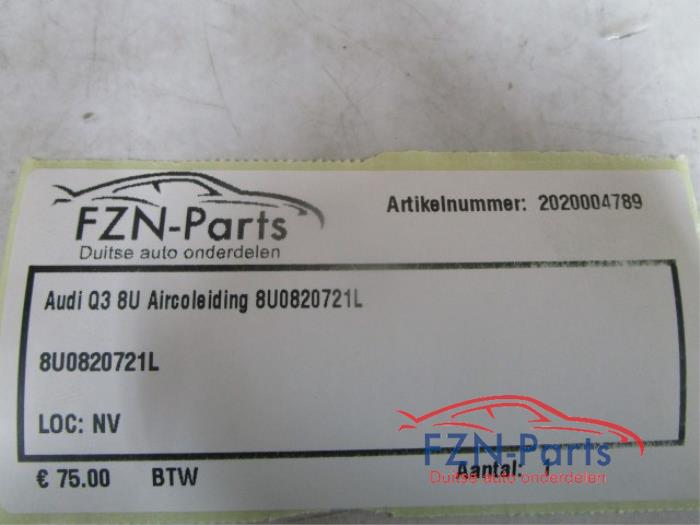 FZN-Parts
Duitse auto onderdelen
Artikelnummer: 2020004789
Audi Q3 8U Aircoleiding 8U0820721L
8U0820721L
LOC: NV
€ 75.00 BTW Aantal: 1
FZN-Parts
Duitse auto onderdelen